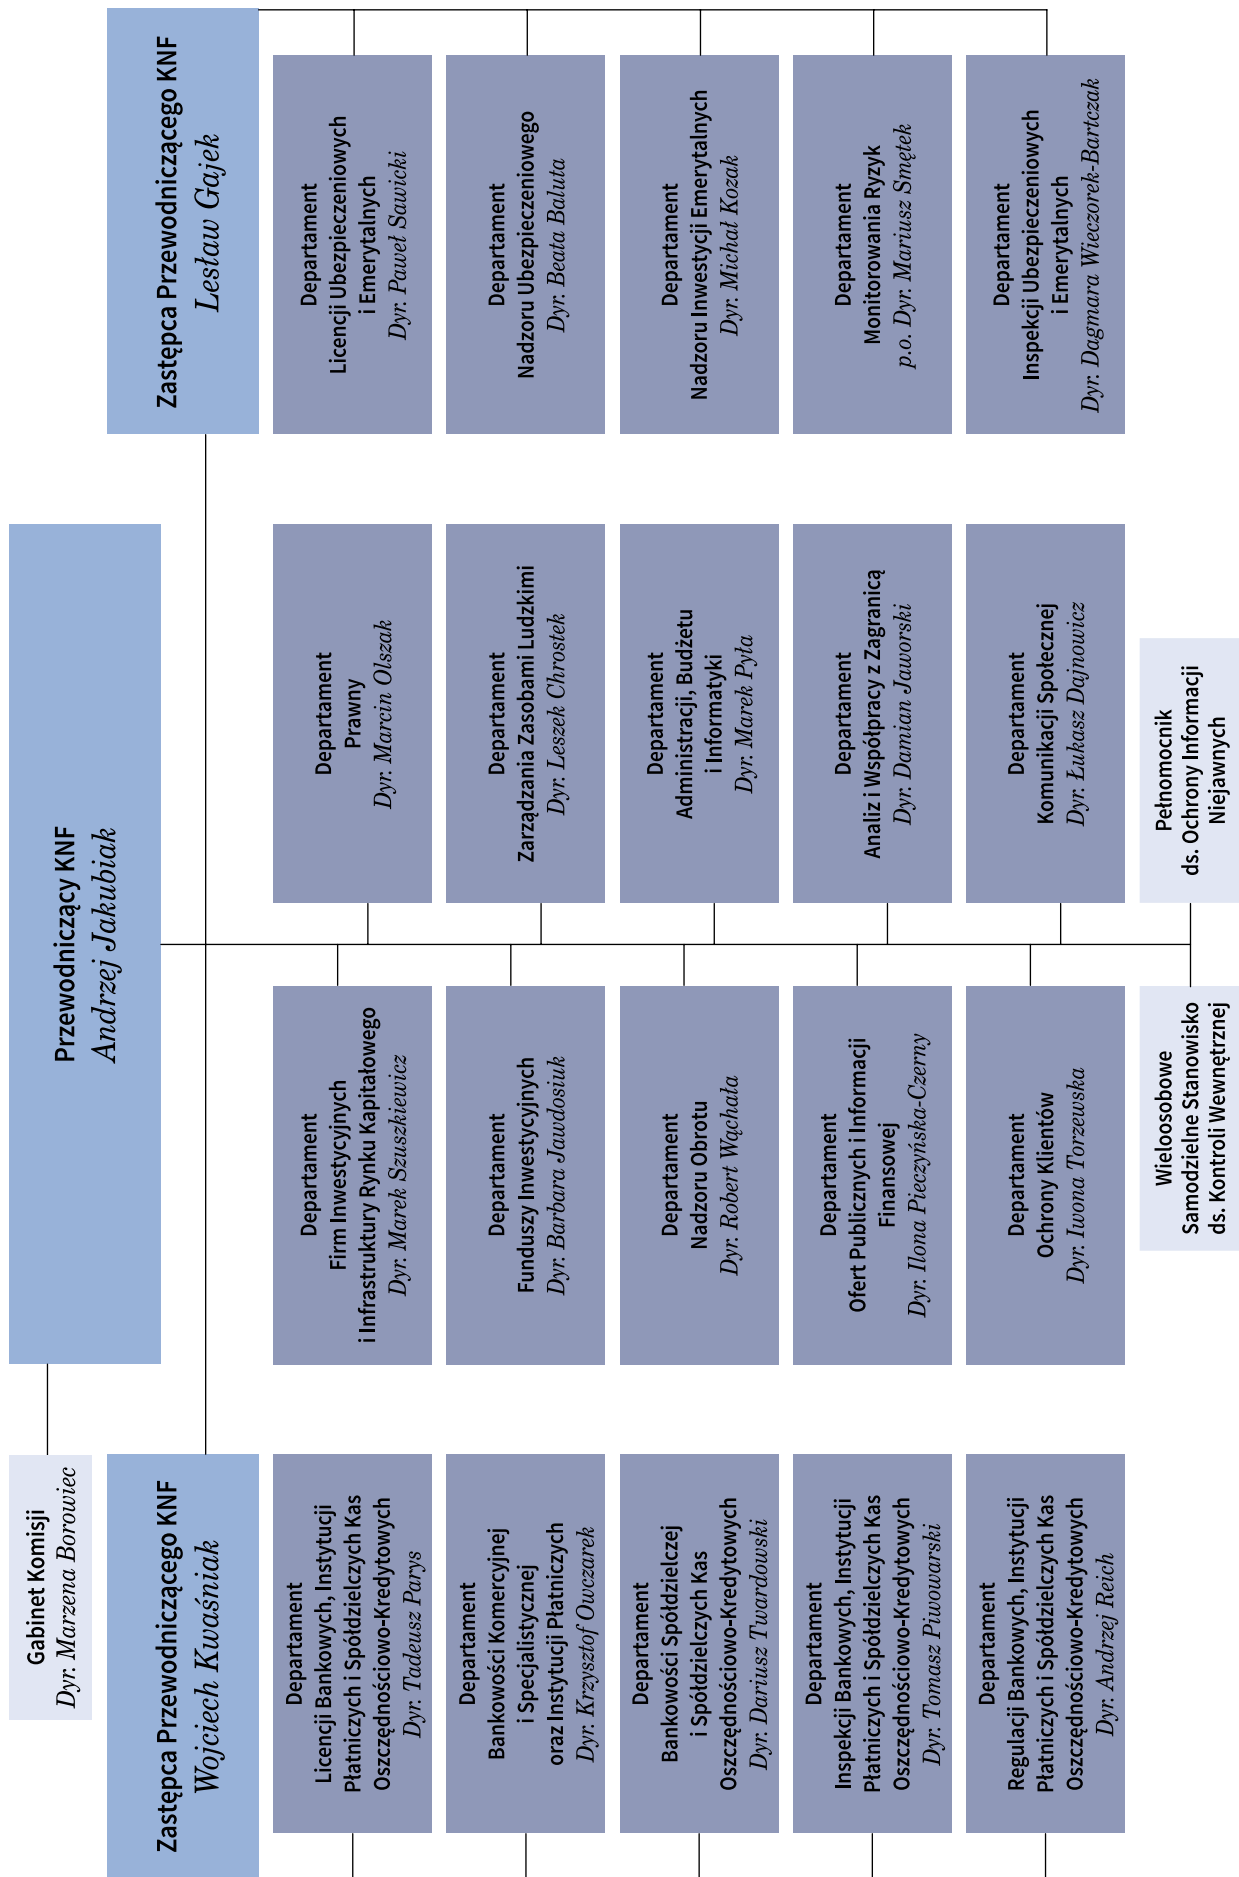 Przewodniczący KNF
Andrzej Jakubiak
Gabinet Komisji
Dyr. Marzena Borowiec
Zastępca Przewodniczącego KNF
Wojciech Kwaśniak
Zastępca Przewodniczącego KNF
Lesław Gajek
Departament
Licencji Bankowych, Instytucji
Płatniczych i Spółdzielczych Kas
Oszczędnościowo-Kredytowych
Dyr. Tadeusz Parys
Departament
Firm Inwestycyjnych
i Infrastruktury Rynku Kapitałowego
Dyr. Marek Szuszkiewicz
Departament
Prawny
Dyr. Marcin Olszak
Departament
Licencji Ubezpieczeniowych
i Emerytalnych
Dyr. Paweł Sawicki
Departament
Bankowości Komercyjnej
i Specjalistycznej
oraz Instytucji Płatniczych
Dyr. Krzysztof Owczarek
Departament
Funduszy Inwestycyjnych
Dyr. Barbara Jawdosiuk
Departament
Zarządzania Zasobami Ludzkimi
Dyr. Leszek Chrostek
Departament
Nadzoru Ubezpieczeniowego
Dyr. Beata Baluta
Departament
Bankowości Spółdzielczej
i Spółdzielczych Kas
Oszczędnościowo-Kredytowych
Dyr. Dariusz Twardowski
Departament
Nadzoru Obrotu
Dyr. Robert Wąchała
Departament
Administracji, Budżetu
i Informatyki
Dyr. Marek Pyła
Departament
Nadzoru Inwestycji Emerytalnych
Dyr. Michał Kozak
Departament
Inspekcji Bankowych, Instytucji
Płatniczych i Spółdzielczych Kas
Oszczędnościowo-Kredytowych
Dyr. Tomasz Piwowarski
Departament
Ofert Publicznych i Informacji
Finansowej
Dyr. Ilona Pieczyńska-Czerny
Departament
Analiz i Współpracy z Zagranicą
Dyr. Damian Jaworski
Departament
Monitorowania Ryzyk
p.o. Dyr. Mariusz Smętek
Departament
Regulacji Bankowych, Instytucji
Płatniczych i Spółdzielczych Kas
Oszczędnościowo-Kredytowych
Dyr. Andrzej Reich
Departament
Ochrony Klientów
Dyr. Iwona Torzewska
Departament
Komunikacji Społecznej
Dyr. Łukasz Dajnowicz
Departament
Inspekcji Ubezpieczeniowych
i Emerytalnych
Dyr. Dagmara Wieczorek-Bartczak
Wieloosobowe
Samodzielne Stanowisko
ds. Kontroli Wewnętrznej
Pełnomocnik
ds. Ochrony Informacji
Niejawnych